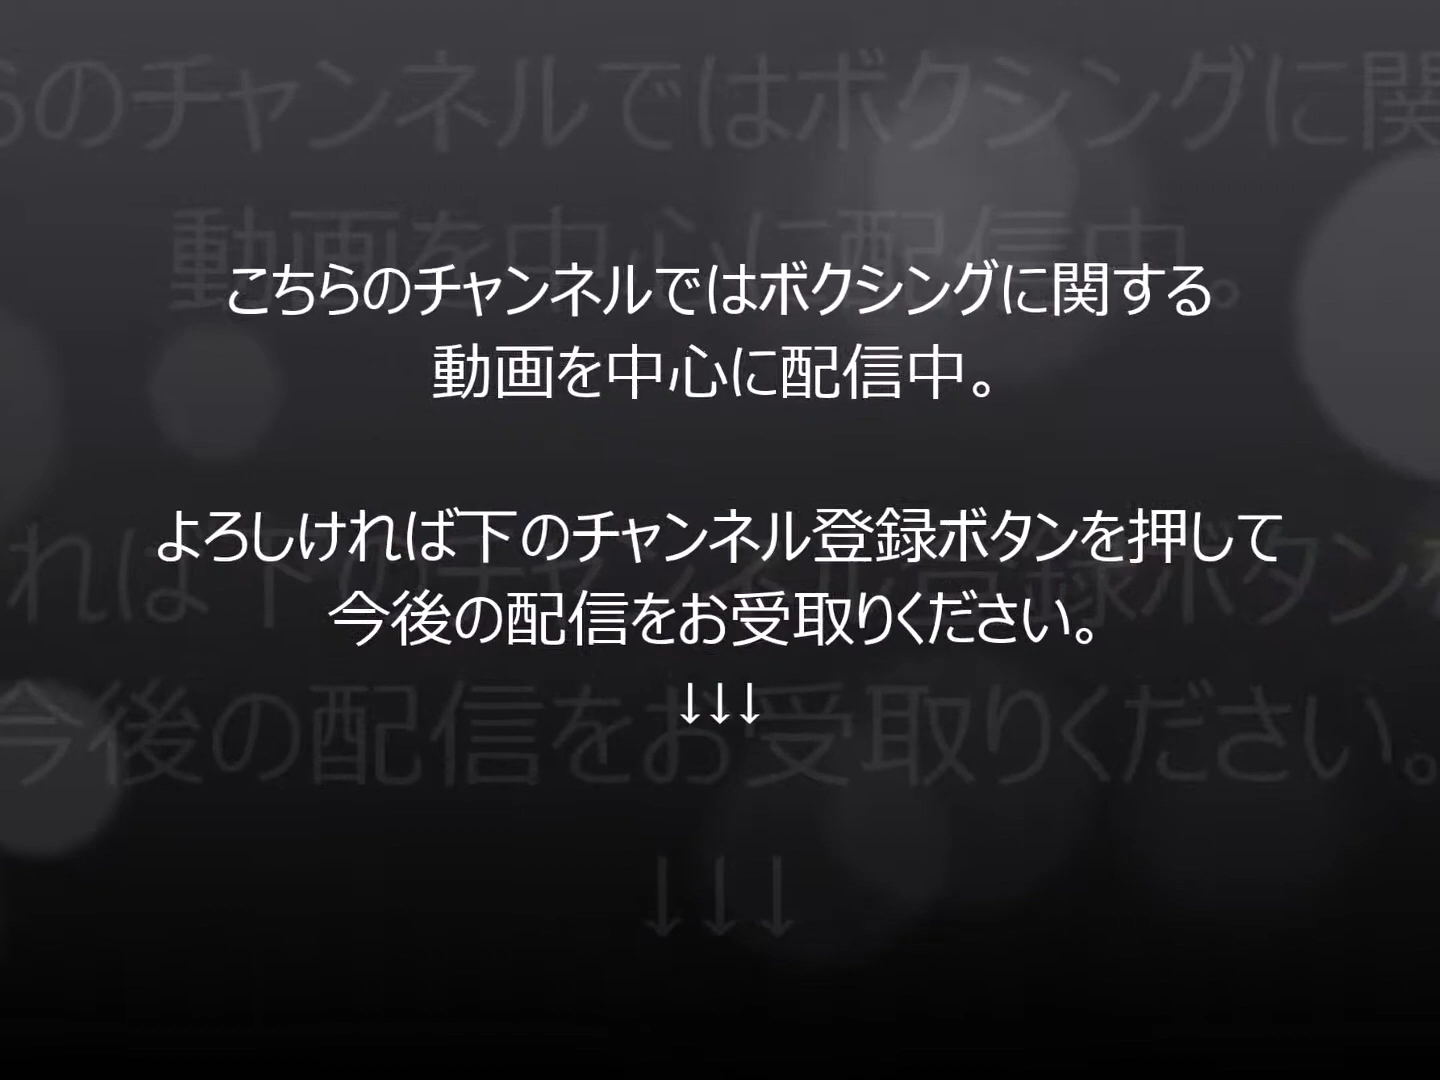 こちらのチャンネルではボクシングに関する
動画を中心に配信中。
よろしければ下のチャンネル登録ボタンを押して
今後の配信をお受取りください。
↓↓↓